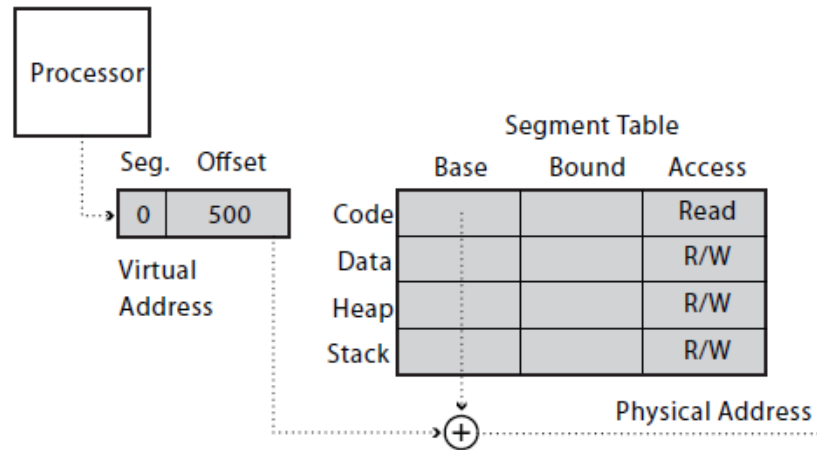 Processor
Segment Table
Seg. Offset
Base Bound Access
0 500
Code Read
Data R/W
Heap R/W
Stack R/W
Virtual
Address
Physical Address